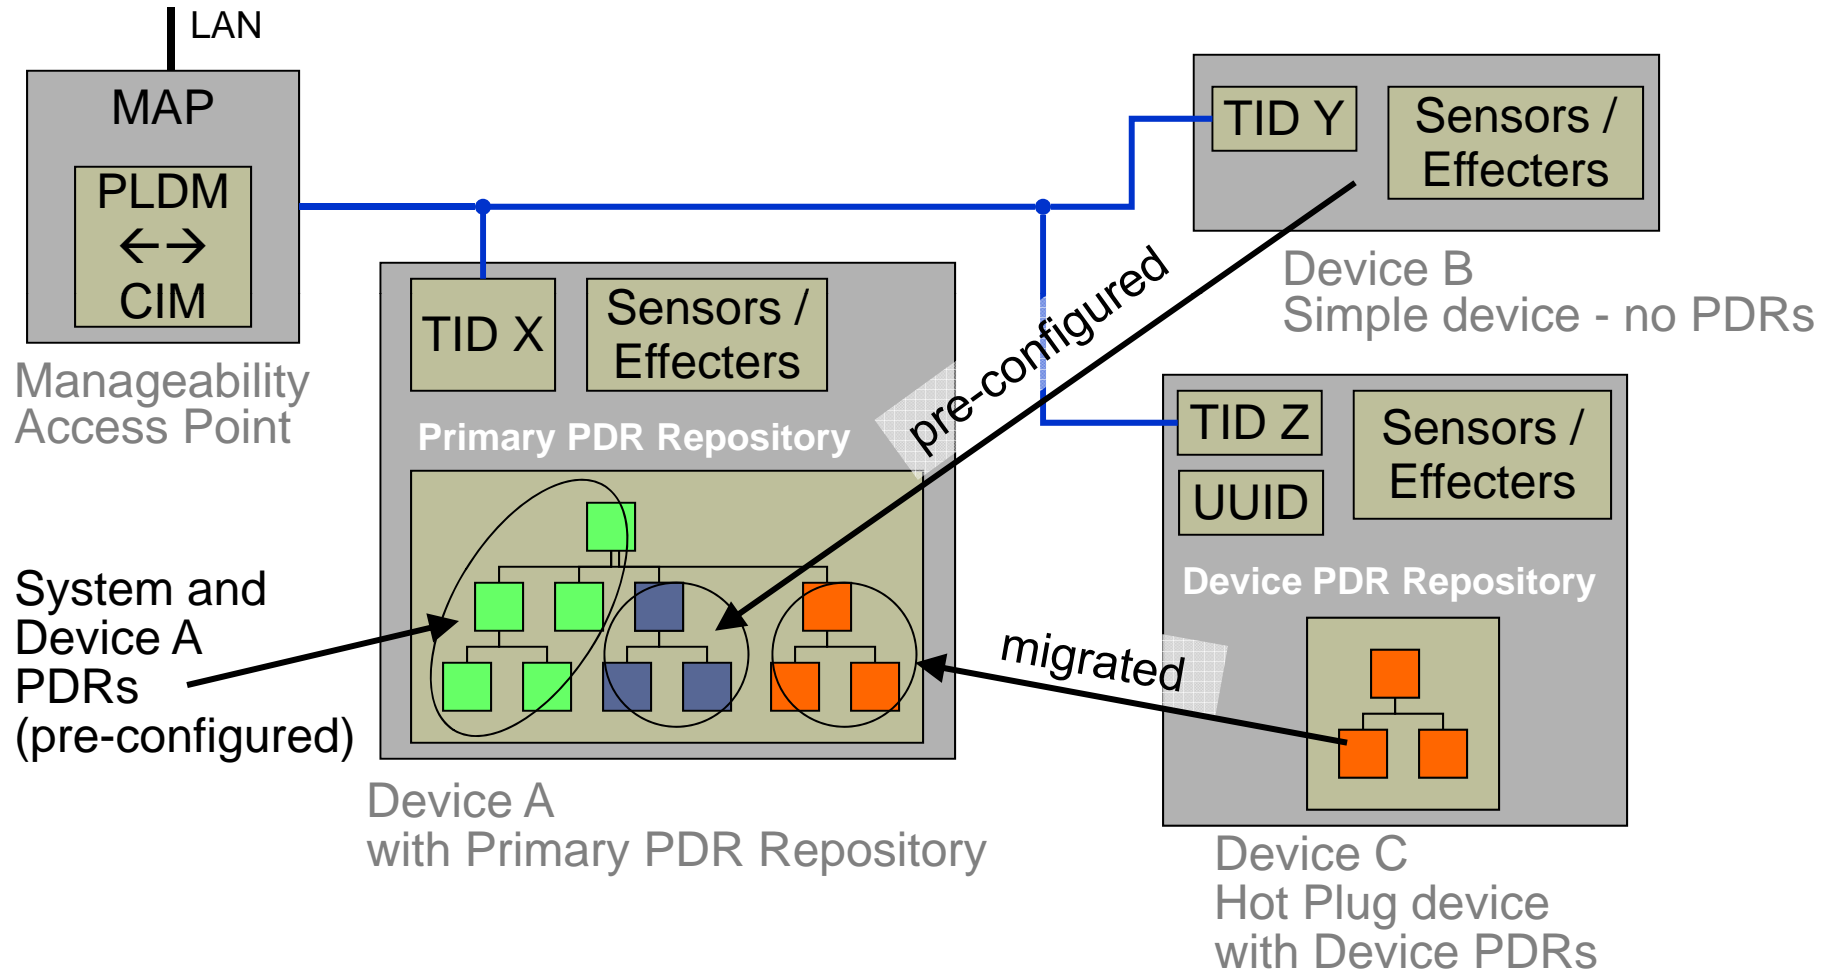 LAN
MAP
PLDM
←→
CIM
Manageability
Access Point
TID X
Sensors /
Effecters
Primary PDR Repository
System and
Device A
PDRs
(pre-configured)
Device A
with Primary PDR Repository
pre-configured
migrated
TID Y
Sensors /
Effecters
Device B
Simple device - no PDRs
TID Z
UUID
Sensors /
Effecters
Device PDR Repository
Device C
Hot Plug device
with Device PDRs